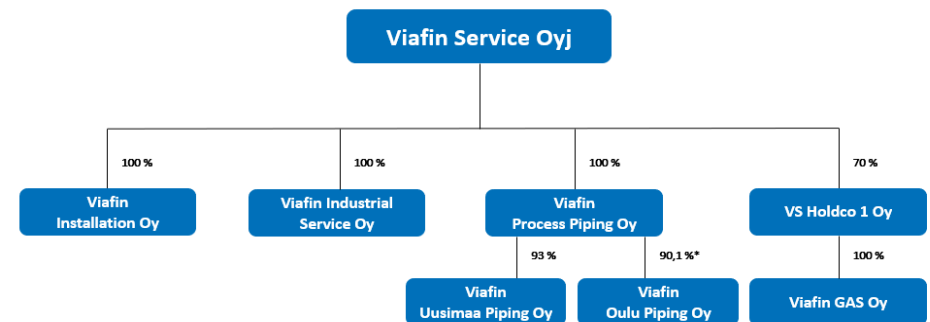 Viafin Service Oyj
100 %
100 %
100 %
70 %
Viafin
Installation Oy
Viafin Industrial
Service Oy
Viafin
Process Piping Oy
VS Holdco 1 Oy
93 %
90,1 %*
100 %
Viafin
Uusimaa Piping Oy
Viafin
Oulu Piping Oy
Viafin GAS Oy